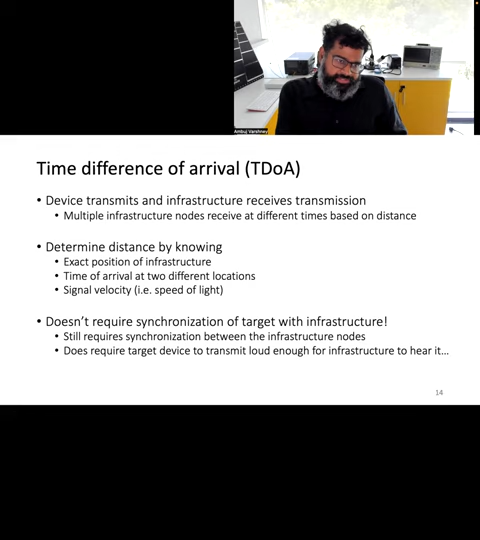 Ambuj Varshney
Time difference of arrival (TDoA)
• Device transmits and infrastructure receives transmission
• Multiple infrastructure nodes receive at different times based on distance
• Determine distance by knowing
• Exact position of infrastructure
• Time of arrival at two different locations
• Signal velocity (i.e. speed of light)
• Doesn't require synchronization of target with infrastructure!
• Still requires synchronization between the infrastructure nodes
• Does require target device to transmit loud enough for infrastructure to hear it…
14